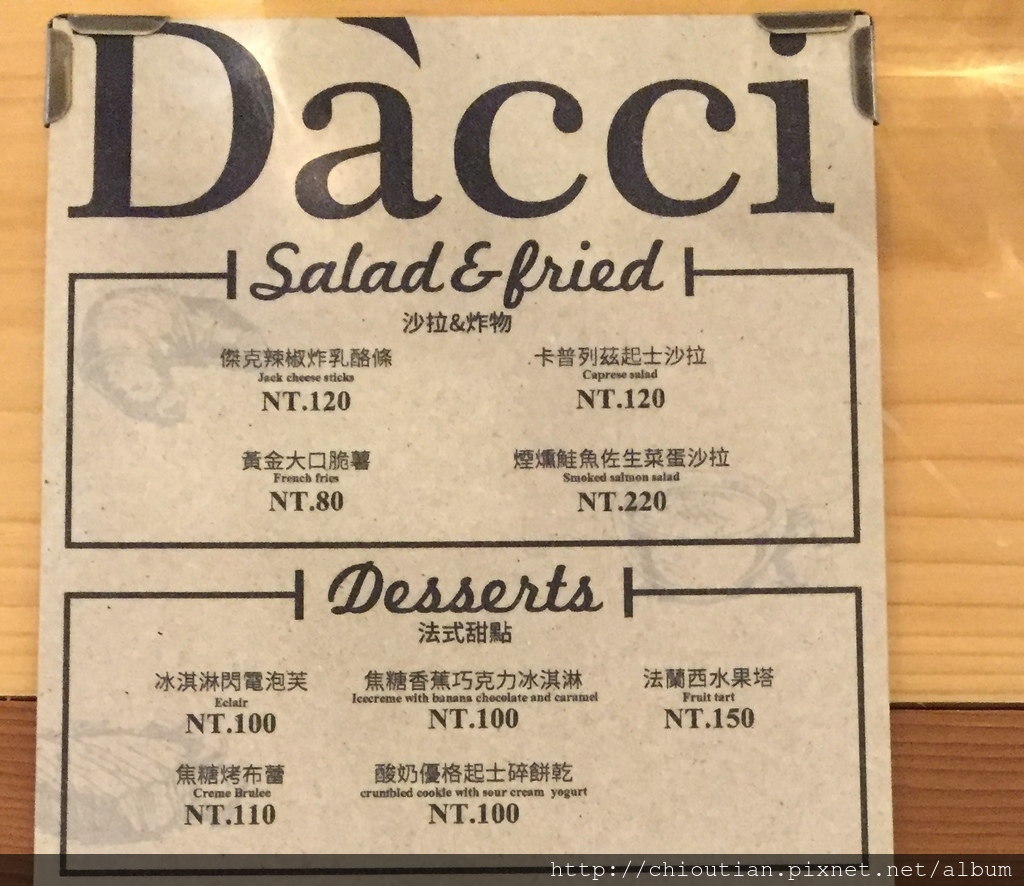 Dàcci
Salad & fried
沙拉&炸物
傑克辣椒炸乳酪條
Jack cheese sticks
NT.120
卡普列茲起士沙拉
Caprese salad
NT.120
黃金大口脆薯
French fries
NT.80
煙燻鮭魚佐生菜蛋沙拉
Smoked salmon salad
NT.220
Desserts
法式甜點
冰淇淋閃電泡芙
Eclair
NT.100
焦糖香蕉巧克力冰淇淋
Icecreme with banana chocolate and caramel
NT.100
法蘭西水果塔
Fruit tart
NT.150
焦糖烤布蕾
Creme Brulee
NT.110
酸奶優格起士碎餅乾
crumbled cookie with sour cream yogurt
NT.100
http://chioutian.pixnet.net/album